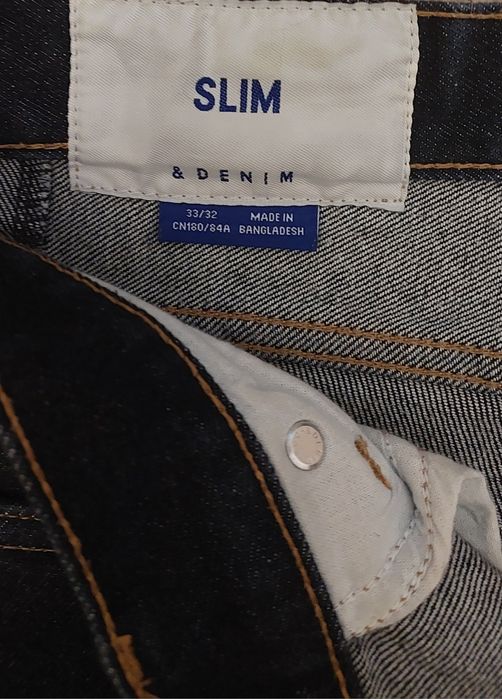 SLIM
& DENIM
33/32 MADE IN
CN180/84A BANGLADESH